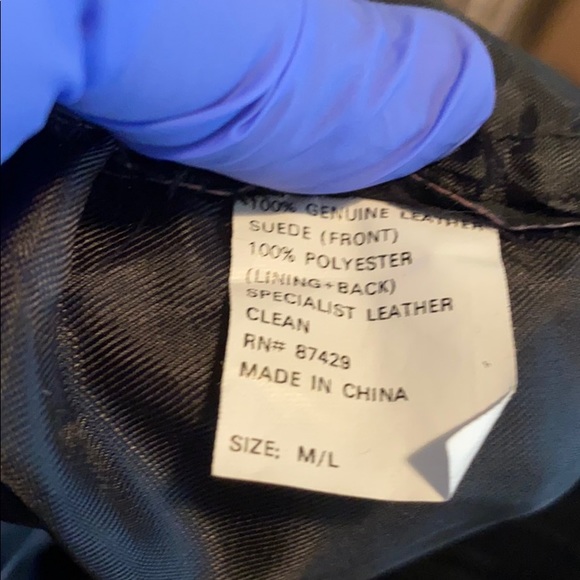 100% GENUINE LEATHER
SUEDE (FRONT)
100% POLYESTER
(LINING+BACK)
SPECIALIST LEATHER
CLEAN
RN# 87429
MADE IN CHINA
SIZE: M/L